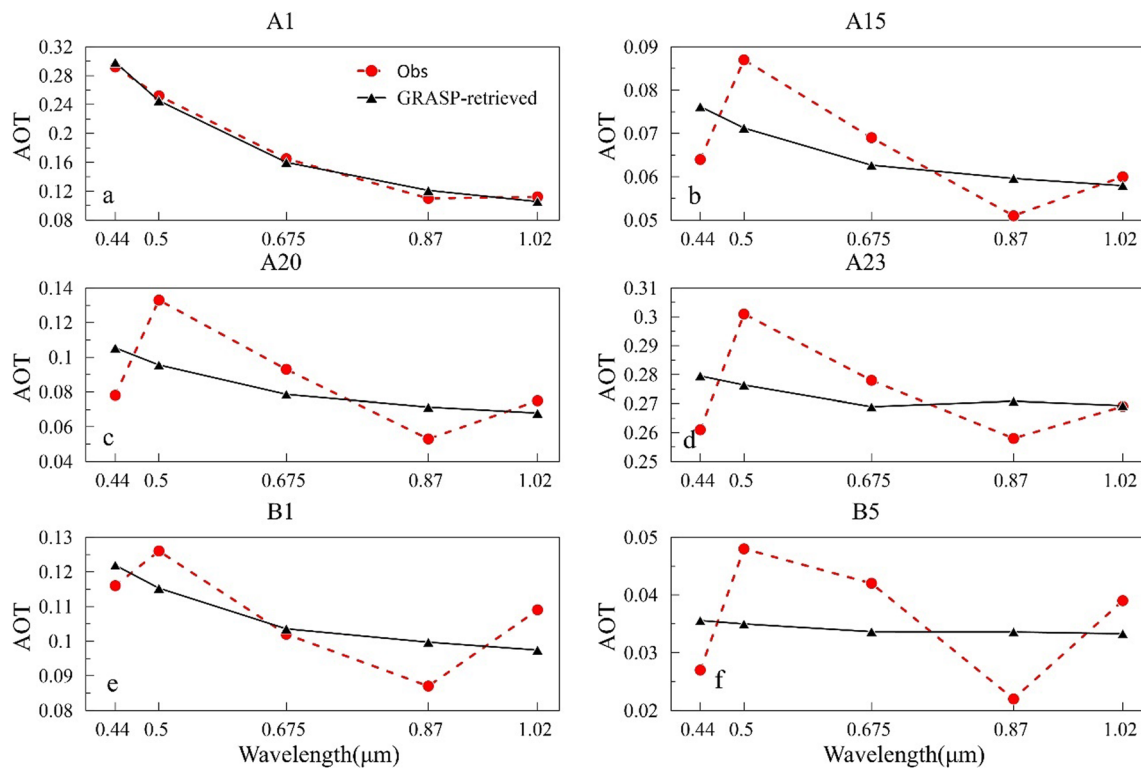 A1
AOT
0.32
0.28
0.24
0.2
0.16
0.12
0.08
Obs
GRASP-retrieved
a
0.44 0.5 0.675 0.87 1.02
A15
AOT
0.09
0.08
0.07
0.06
0.05
b
0.44 0.5 0.675 0.87 1.02
A20
AOT
0.14
0.12
0.1
0.08
0.06
0.04
c
0.44 0.5 0.675 0.87 1.02
A23
AOT
0.31
0.3
0.29
0.28
0.27
0.26
0.25
d
0.44 0.5 0.675 0.87 1.02
B1
AOT
0.13
0.12
0.11
0.1
0.09
0.08
e
0.44 0.5 0.675 0.87 1.02
Wavelength(μm)
B5
AOT
0.05
0.04
0.03
0.02
f
0.44 0.5 0.675 0.87 1.02
Wavelength(μm)